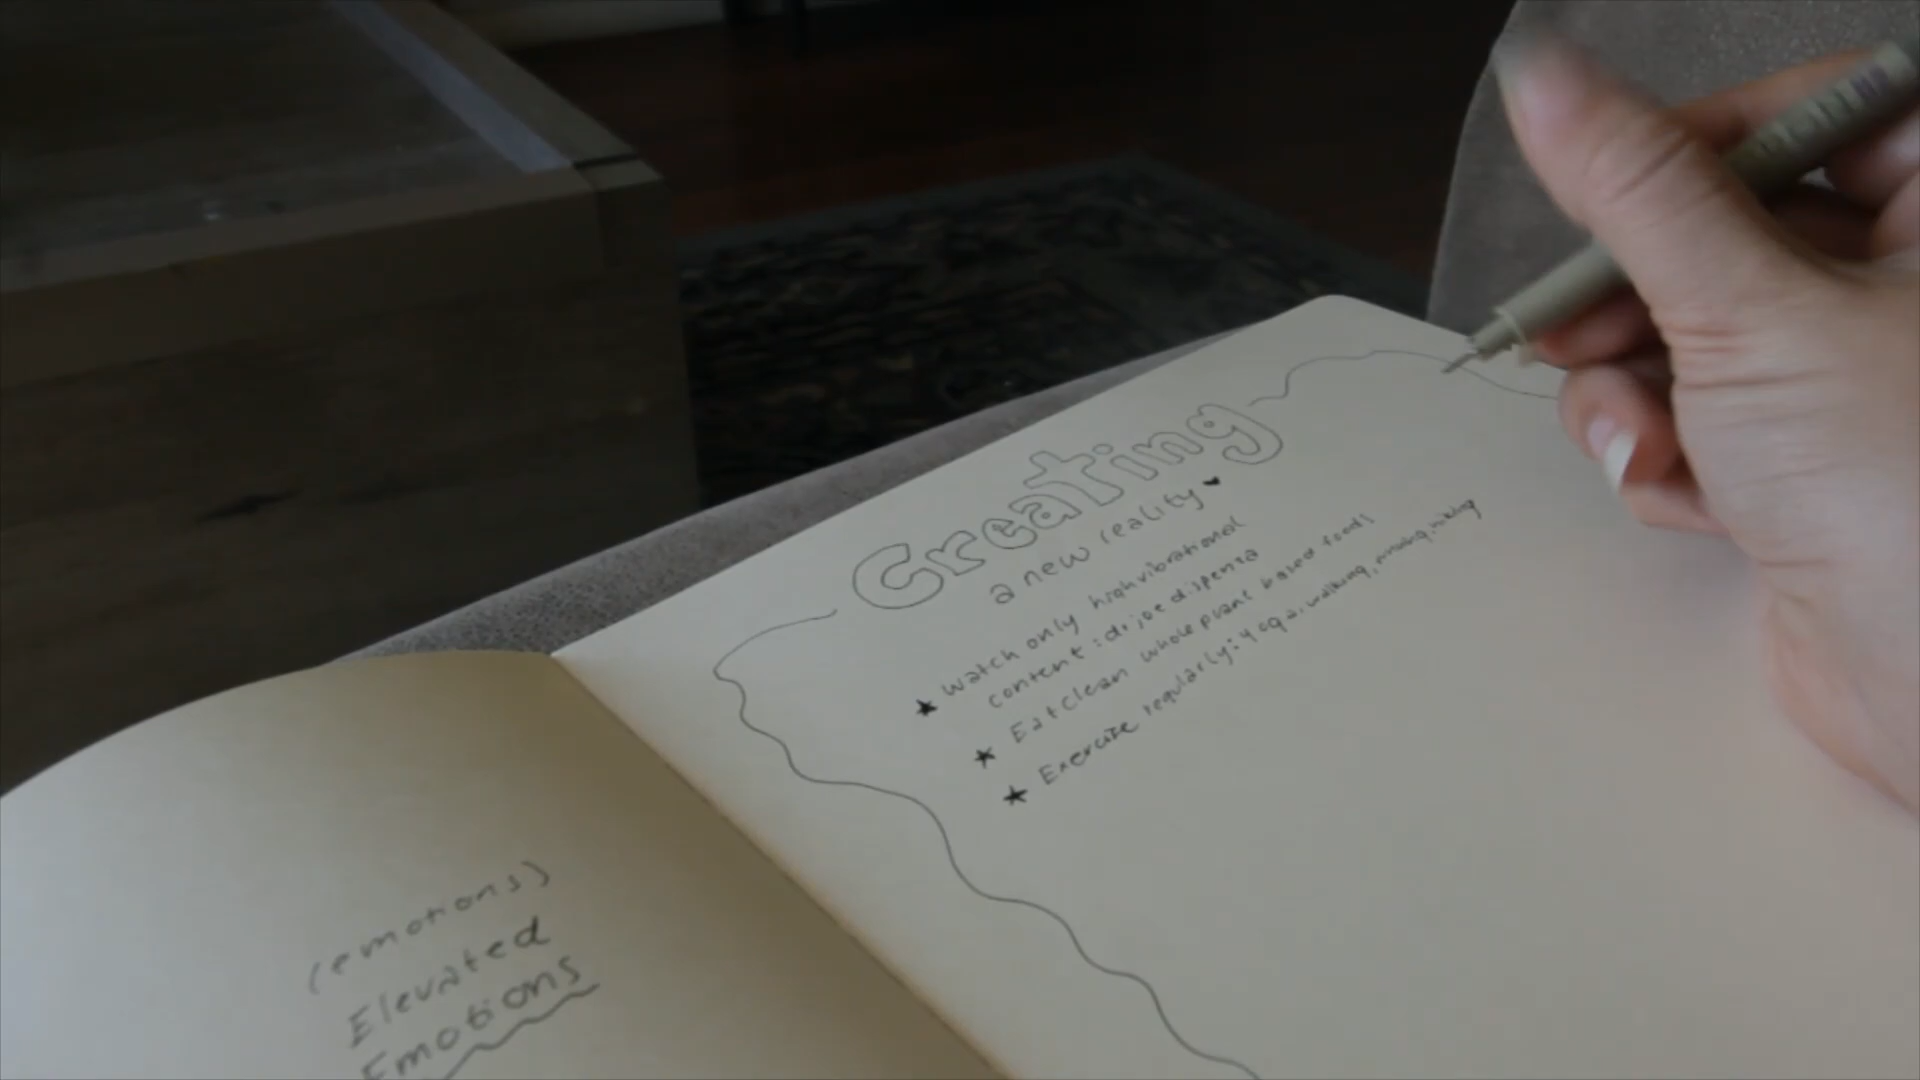 (emotions)
Elevated
Emotions
Creating
a new reality
★ Watch only high vibrational
content: dr. joe dispenza
★ Eat clean whole plant based foods
★ Exercise regularly: yoga, walking, hiking